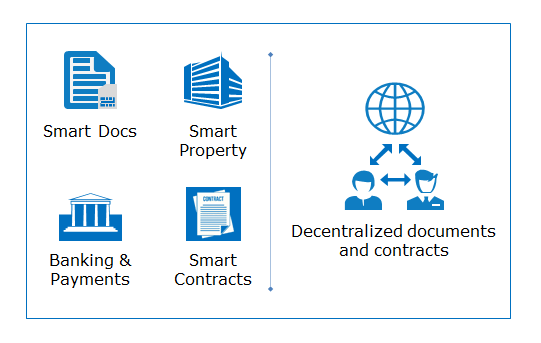 Smart Docs
Smart
Property
Banking &
Payments
CONTRACT
Smart
Contracts
Decentralized documents
and contracts